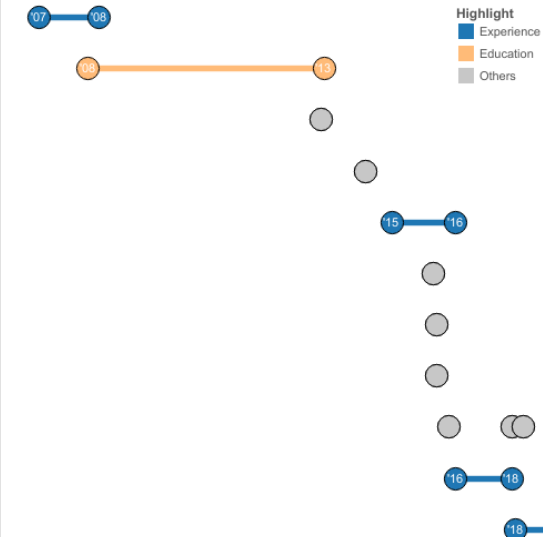 '07 '08
Highlight
Experience
Education
Others
'08 '13
'15 '16
'16 '18
'18